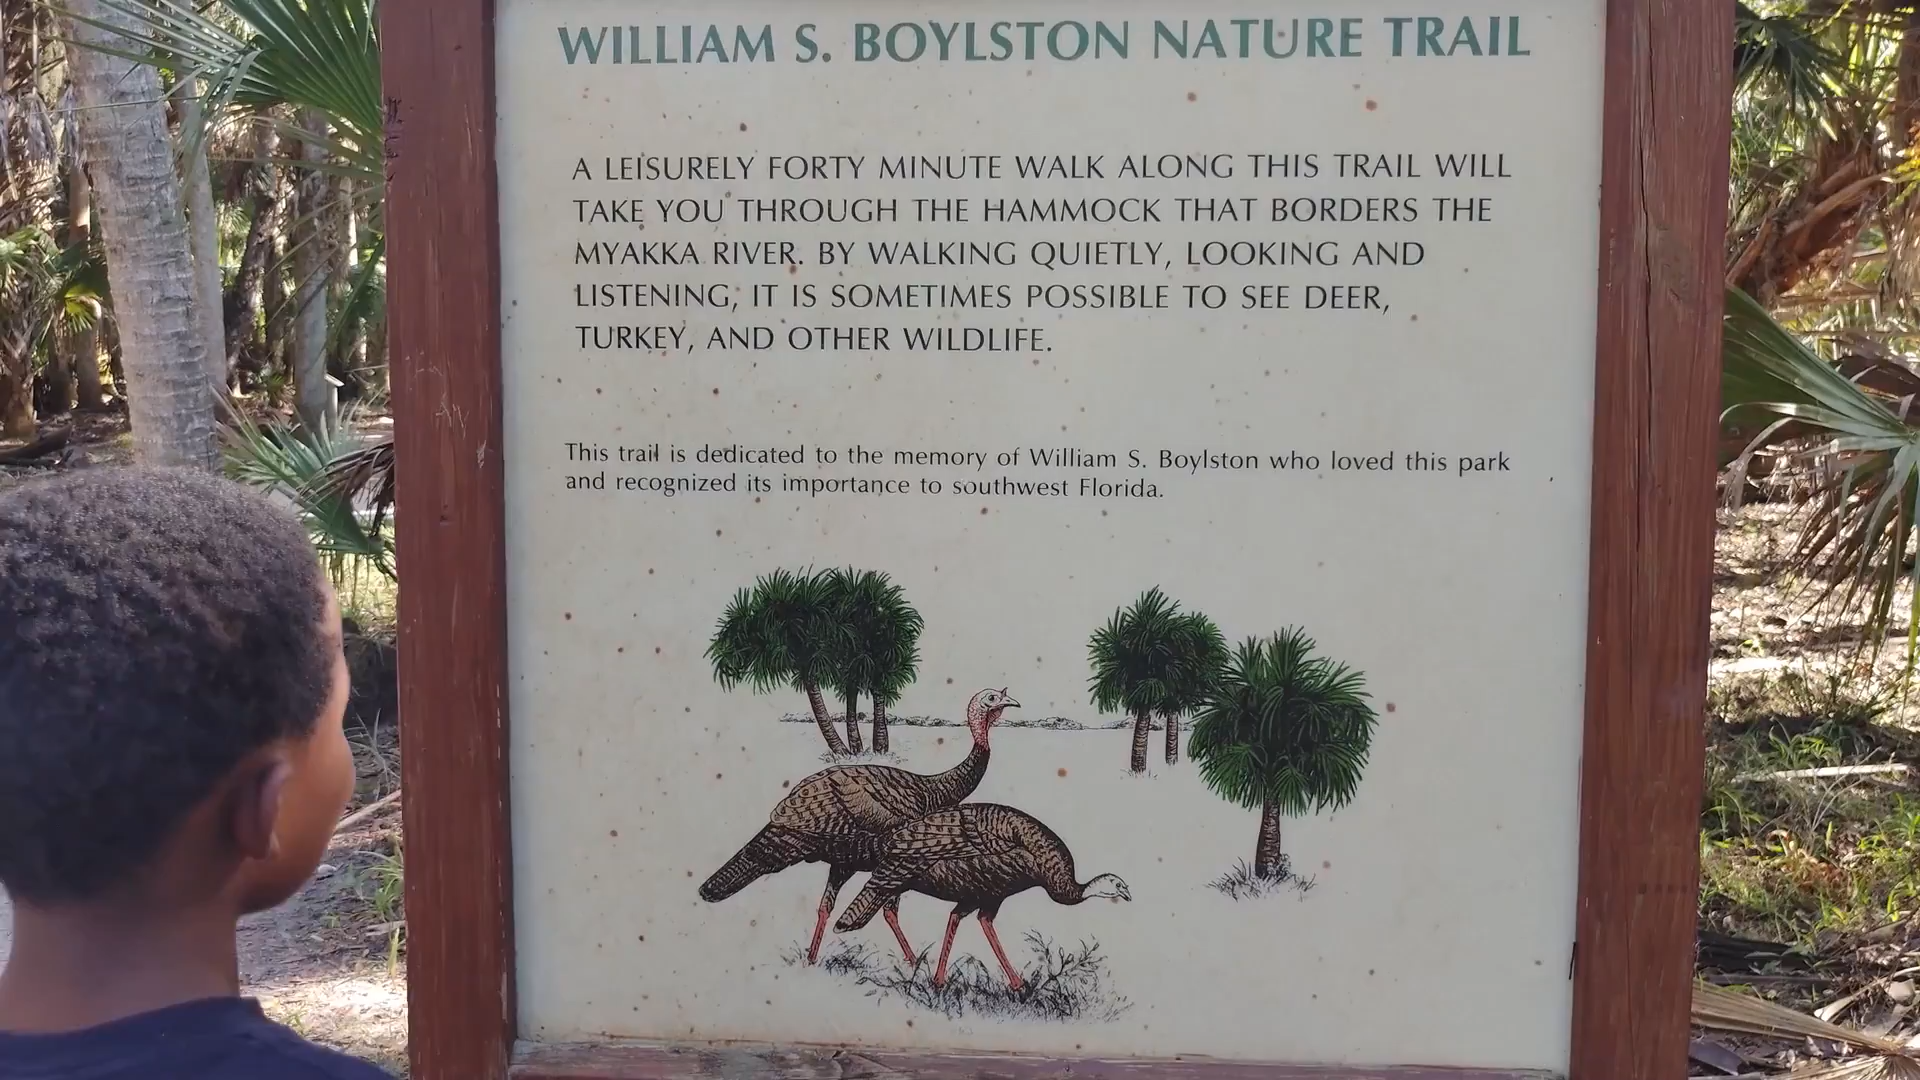 WILLIAM S. BOYLSTON NATURE TRAIL
A LEISURELY FORTY MINUTE WALK ALONG THIS TRAIL WILL
TAKE YOU THROUGH THE HAMMOCK THAT BORDERS THE
MYAKKA RIVER. BY WALKING QUIETLY, LOOKING AND
LISTENING, IT IS SOMETIMES POSSIBLE TO SEE DEER,
TURKEY, AND OTHER WILDLIFE.
This trail is dedicated to the memory of William S. Boylston who loved this park
and recognized its importance to southwest Florida.